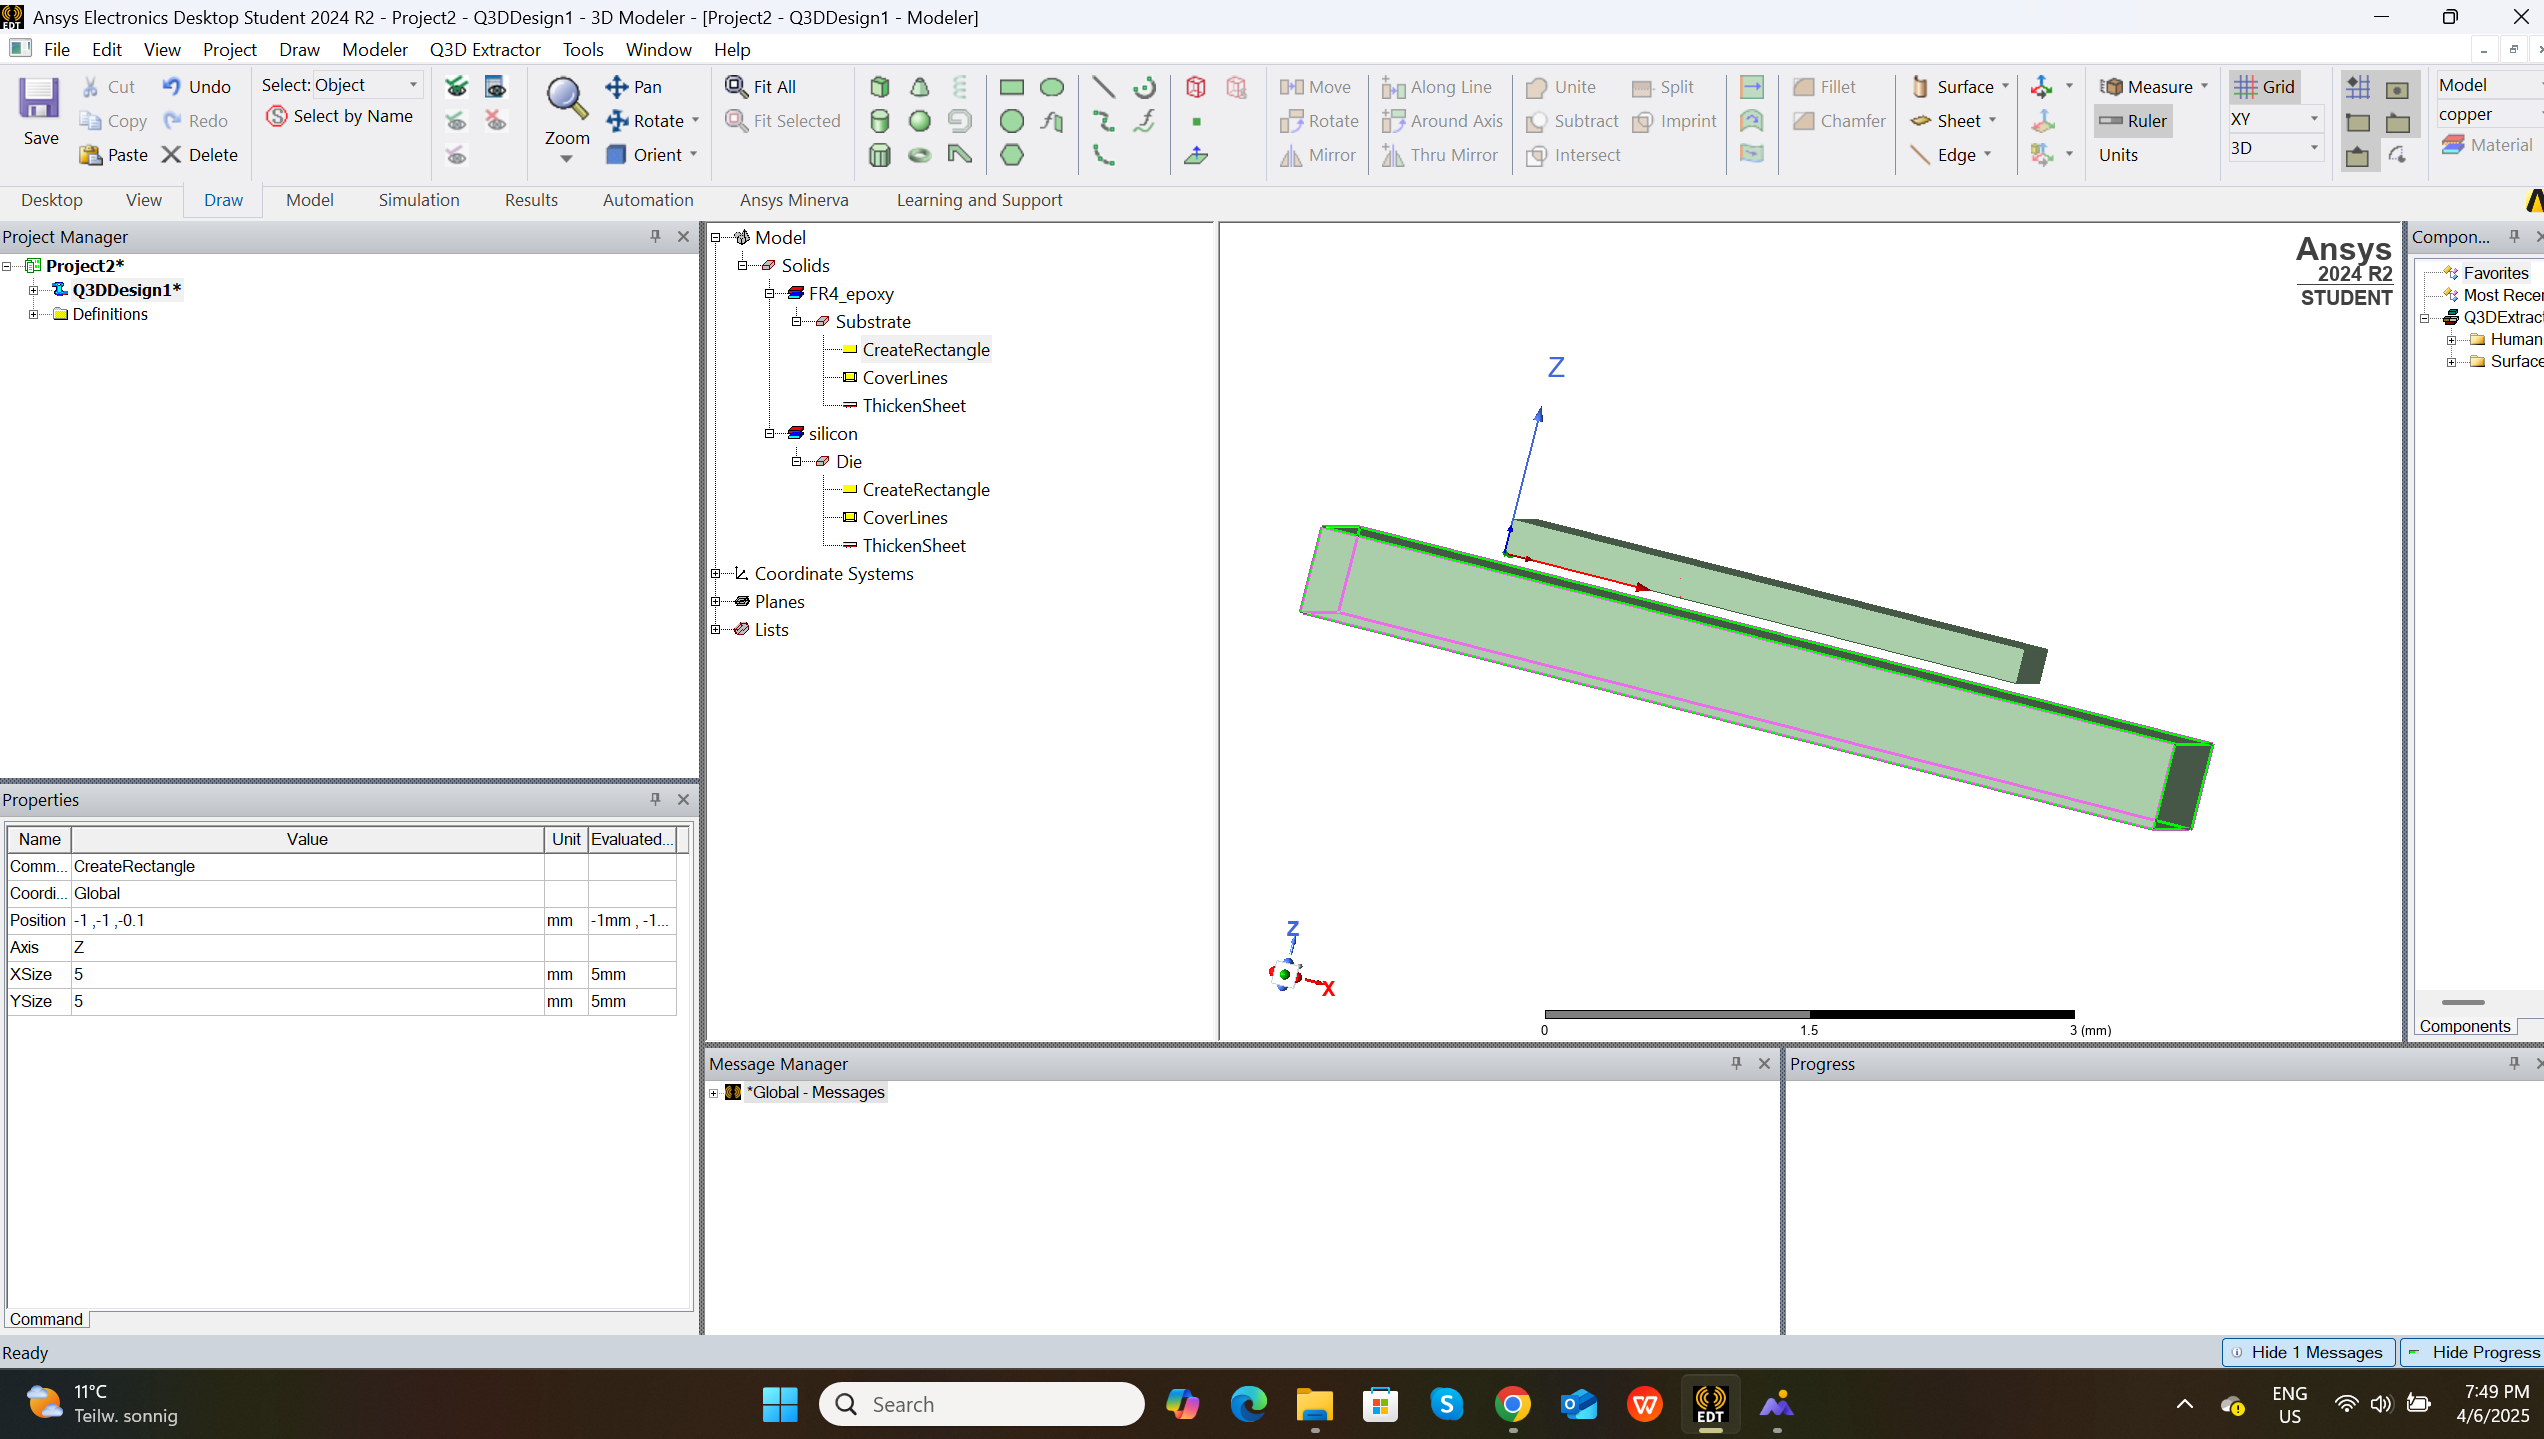 Ansys Electronics Desktop Student 2024 R2 - Project2 - Q3DDesign1 - 3D Modeler - [Project2 - Q3DDesign1 - Modeler]
File Edit View Project Draw Modeler Q3D Extractor Tools Window Help
Save
Cut
Copy
Paste
Undo
Redo
Delete
Select: Object
Select by Name
Zoom
Pan
Rotate
Orient
Fit All
Fit Selected
Move
Rotate
Mirror
Along Line
Around Axis
Thru Mirror
Unite
Subtract
Intersect
Split
Imprint
Fillet
Chamfer
Surface
Sheet
Edge
Measure
Ruler
Units
Grid
XY
3D
Model
copper
Material
Desktop View Draw Model Simulation Results Automation Ansys Minerva Learning and Support
Project Manager
Project2*
Q3DDesign1*
Definitions
Model
Solids
FR4_epoxy
Substrate
CreateRectangle
CoverLines
ThickenSheet
silicon
Die
CreateRectangle
CoverLines
ThickenSheet
Coordinate Systems
Planes
Lists
Ansys
2024 R2
STUDENT
Z
Z
X
0 1.5 3 (mm)
Compon...
Favorites
Most Recer
Q3DExtract
Human
Surface
Components
Properties
Name Value Unit Evaluated...
Comm... CreateRectangle
Coordi... Global
Position -1 ,-1 ,-0.1 mm -1mm , -1...
Axis Z
XSize 5 mm 5mm
YSize 5 mm 5mm
Command
Message Manager
*Global - Messages
Progress
Ready
Hide 1 Messages
Hide Progress
11°C
Teilw. sonnig
Search
EDT
ENG
US
7:49 PM
4/6/2025